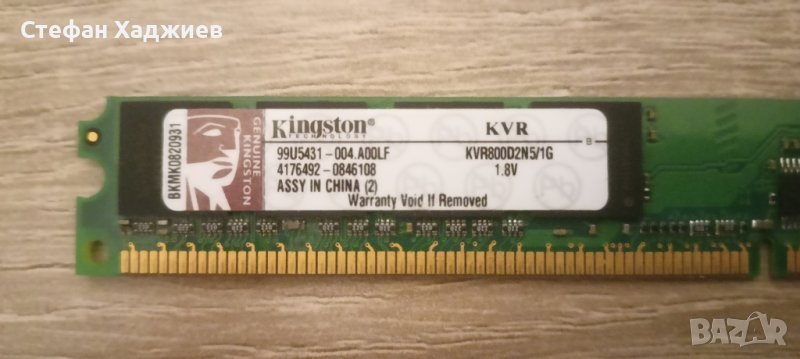 Стефан Хаджиев
BKMK0820931
GENUINE
KINGSTON
Kingston
TECHNOLOGY
KVR
99U5431-004.A00LF
KVR800D2N5/1G
4176492-0846108
1.8V
ASSY IN CHINA (2)
Warranty Void If Removed
BAZAR